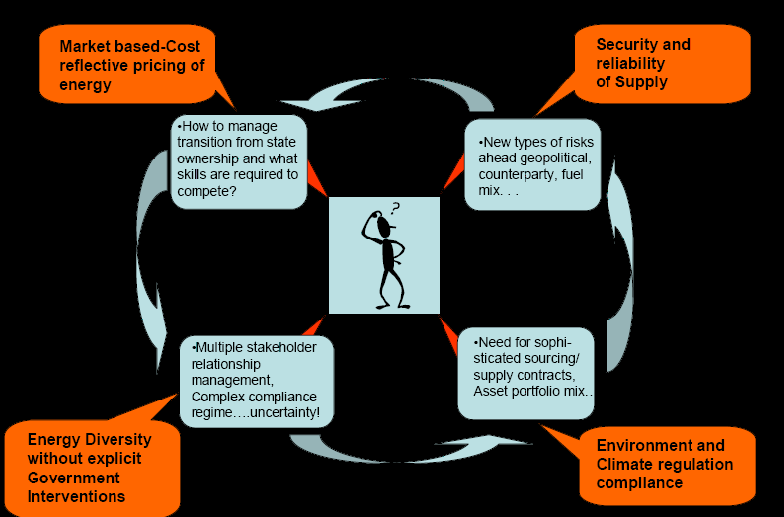 Market based-Cost
reflective pricing of
energy
Security and
reliability
of Supply
•How to manage
transition from state
ownership and what
skills are required to
compete?
•New types of risks
ahead geopolitical,
counterparty, fuel
mix. . .
?
•Multiple stakeholder
relationship
management,
Complex compliance
regime….uncertainty!
•Need for sophi-
sticated sourcing/
supply contracts,
Asset portfolio mix..
Energy Diversity
without explicit
Government
Interventions
Environment and
Climate regulation
compliance